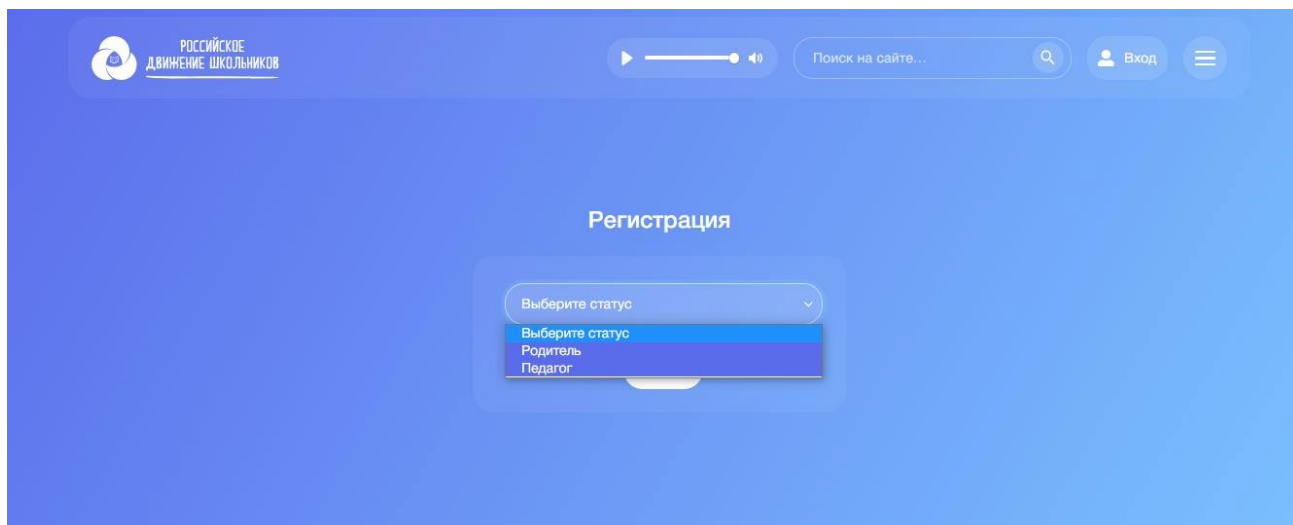 РОССИЙСКОЕ
ДВИЖЕНИЕ ШКОЛЬНИКОВ
Поиск на сайте...
Вход
Регистрация
Выберите статус
Выберите статус
Родитель
Педагог